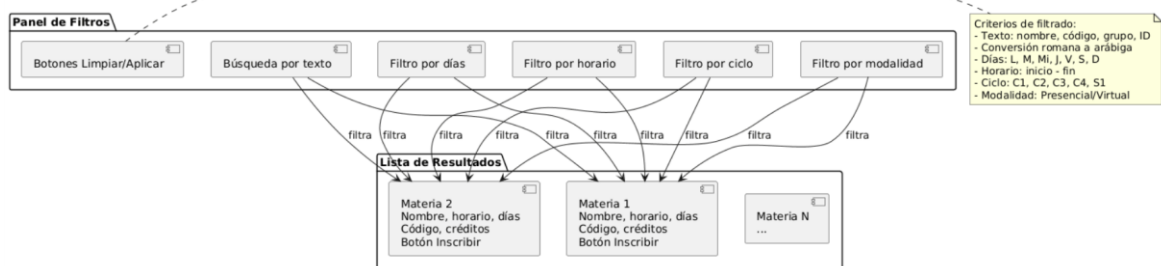 Panel de Filtros
Botones Limpiar/Aplicar
Búsqueda por texto
Filtro por días
Filtro por horario
Filtro por ciclo
Filtro por modalidad
Criterios de filtrado:
- Texto: nombre, código, grupo, ID
- Conversión romana a arábiga
- Días: L, M, Mi, J, V, S, D
- Horario: inicio - fin
- Ciclo: C1, C2, C3, C4, S1
- Modalidad: Presencial/Virtual
filtra
filtra
filtra
filtra
filtra
filtra
filtra
filtra
filtra
filtra
Lista de Resultados
Materia 2
Nombre, horario, días
Código, créditos
Botón Inscribir
Materia 1
Nombre, horario, días
Código, créditos
Botón Inscribir
Materia N
...